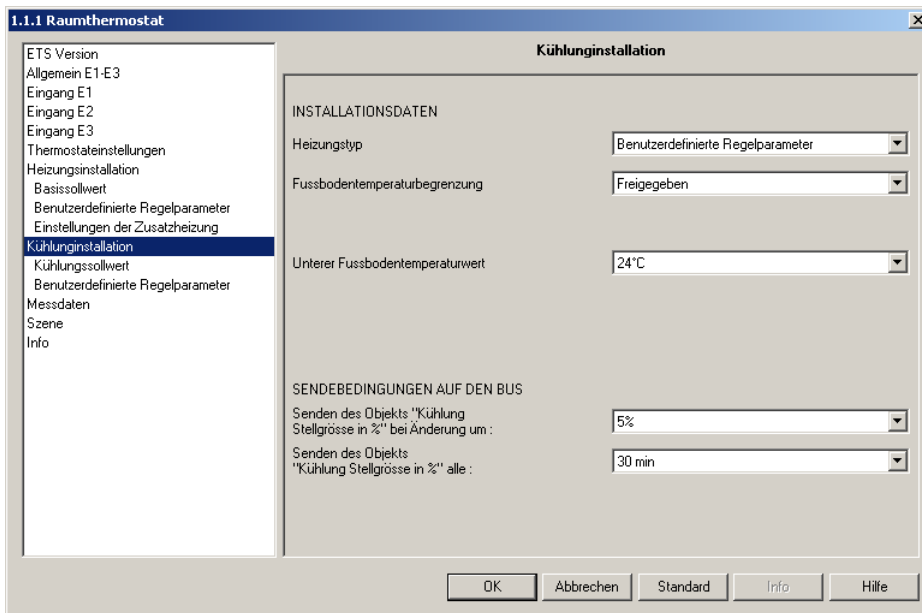 1.1.1 Raumthermostat
ETS Version
Allgemein E1-E3
Eingang E1
Eingang E2
Eingang E3
Thermostateinstellungen
Heizungsinstallation
Basissollwert
Benutzerdefinierte Regelparameter
Einstellungen der Zusatzheizung
Kühlunginstallation
Kühlungssollwert
Benutzerdefinierte Regelparameter
Messdaten
Szene
Info
Kühlunginstallation
INSTALLATIONSDATEN
Heizungstyp
Benutzerdefinierte Regelparameter
Fussbodentemperaturbegrenzung
Freigegeben
Unterer Fussbodentemperaturwert
24°C
SENDEBEDINGUNGEN AUF DEN BUS
Senden des Objekts "Kühlung
Stellgrösse in %" bei Änderung um :
5%
Senden des Objekts
"Kühlung Stellgrösse in %" alle :
30 min
OK
Abbrechen
Standard
Info
Hilfe